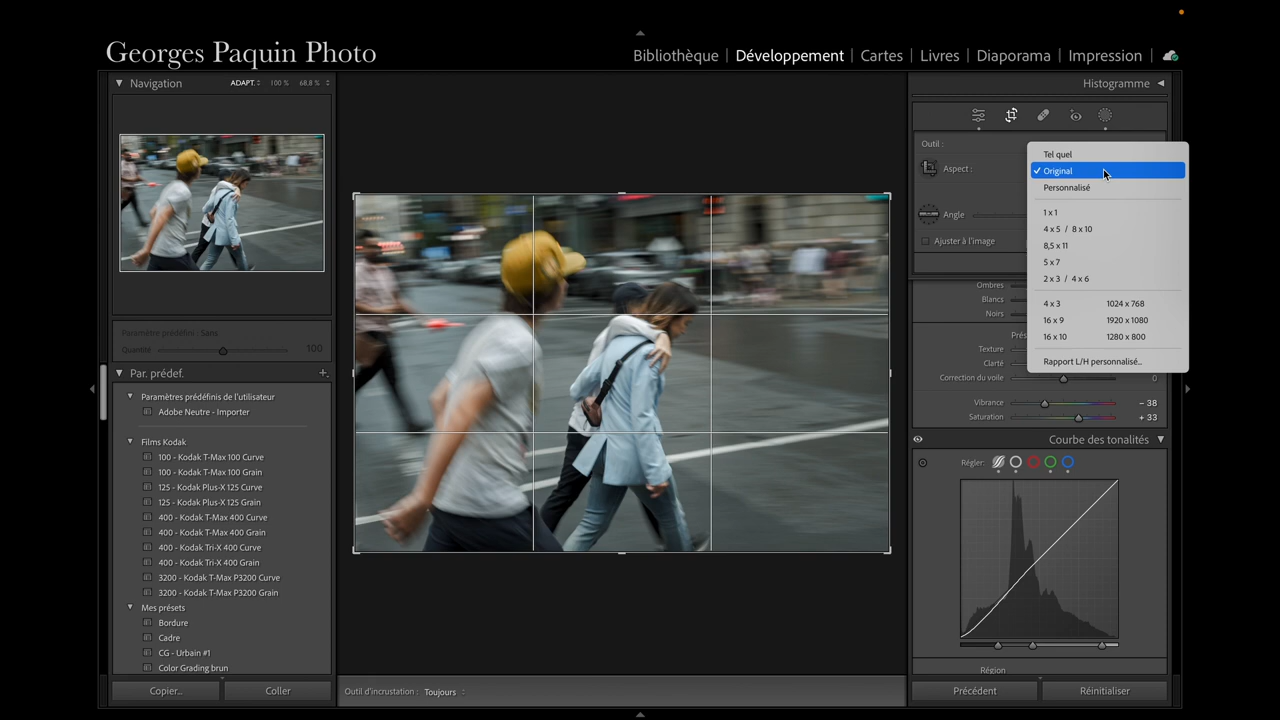 Georges Paquin Photo
Bibliothèque | Développement | Cartes | Livres | Diaporama | Impression |
Navigation ADAPT. 100 % 68,8 %
Paramètre prédéfini : Sans
Quantité 100
Par. prédéf. +
Paramètres prédéfinis de l'utilisateur
Adobe Neutre - Importer
Films Kodak
100 - Kodak T-Max 100 Curve
100 - Kodak T-Max 100 Grain
125 - Kodak Plus-X 125 Curve
125 - Kodak Plus-X 125 Grain
400 - Kodak T-Max 400 Curve
400 - Kodak T-Max 400 Grain
400 - Kodak Tri-X 400 Curve
400 - Kodak Tri-X 400 Grain
3200 - Kodak T-Max P3200 Curve
3200 - Kodak T-Max P3200 Grain
Mes présets
Bordure
Cadre
CG - Urbain #1
Color Grading brun
Copier... Coller
Outil d'incrustation : Toujours
Histogramme
Outil :
Aspect :
Angle
Ajuster à l'image
Tel quel
✓ Original
Personnalisé
1 x 1
4 x 5 / 8 x 10
8,5 x 11
5 x 7
2 x 3 / 4 x 6
4 x 3 1024 x 768
16 x 9 1920 x 1080
16 x 10 1280 x 800
Rapport L/H personnalisé...
Ombres
Blancs
Noirs
Prés
Texture
Clarté
Correction du voile 0
Vibrance – 38
Saturation + 33
Courbe des tonalités
Régler:
Région
Précédent Réinitialiser